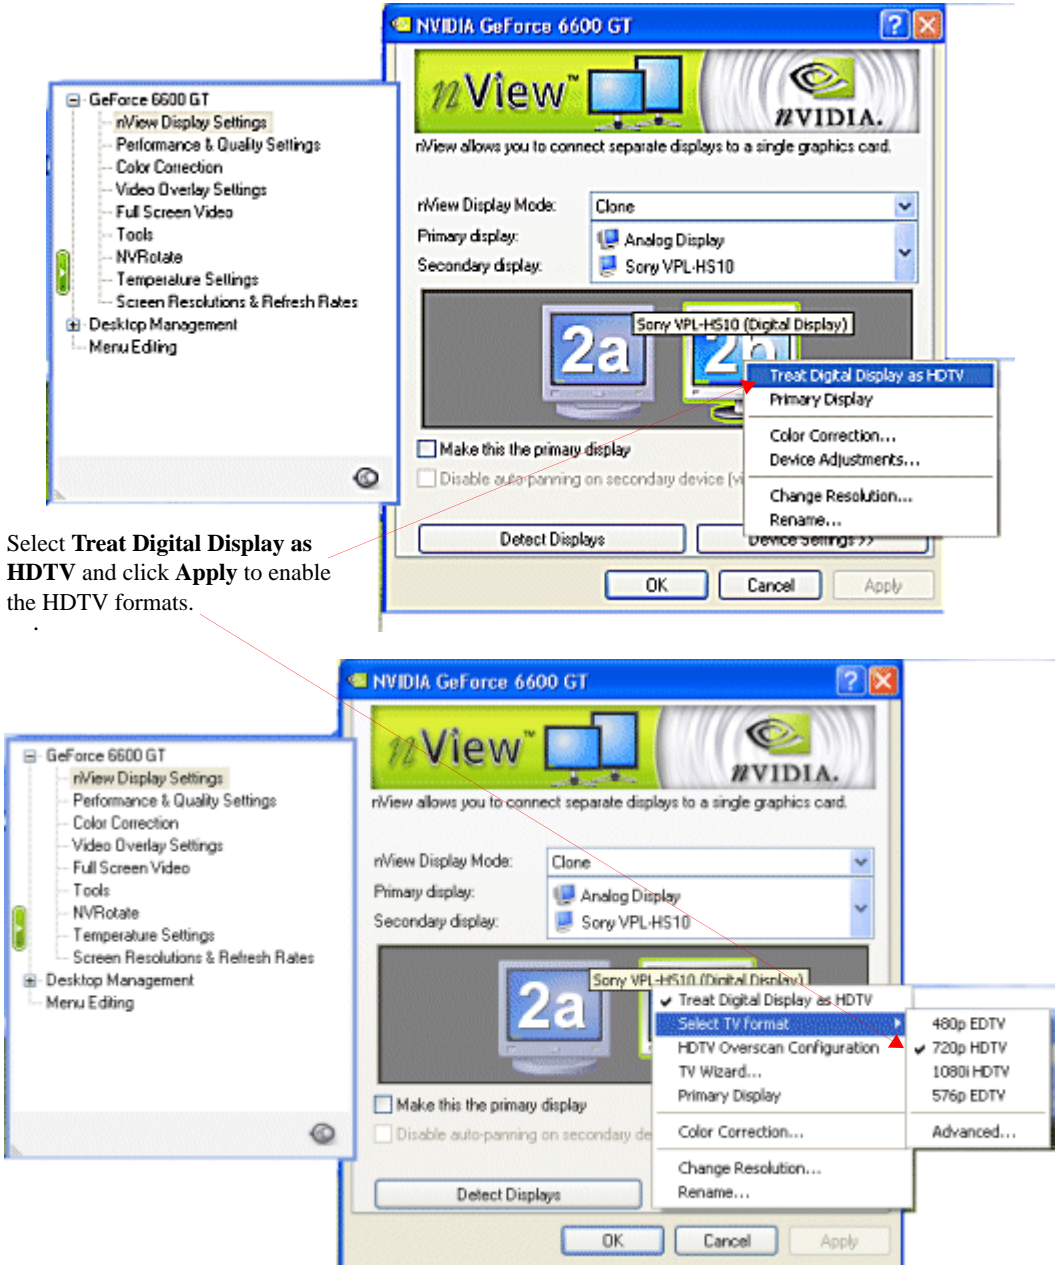 NVIDIA GeForce 6600 GT
nView™
nVIDIA.
nView allows you to connect separate displays to a single graphics card.
GeForce 6600 GT
nView Display Settings
Performance & Quality Settings
Color Correction
Video Overlay Settings
Full Screen Video
Tools
NVRotate
Temperature Settings
Screen Resolutions & Refresh Rates
Desktop Management
Menu Editing
nView Display Mode: Clone
Primary display: Analog Display
Secondary display: Sony VPL-HS10
Sony VPL-HS10 (Digital Display)
2a 2b
Treat Digital Display as HDTV
Primary Display
Color Correction...
Device Adjustments...
Change Resolution...
Rename...
Make this the primary display
Disable auto-panning on secondary device (vi
Detect Displays Device Settings >>
OK Cancel Apply
Select Treat Digital Display as
HDTV and click Apply to enable
the HDTV formats.
.
NVIDIA GeForce 6600 GT
nView™
nVIDIA.
nView allows you to connect separate displays to a single graphics card.
GeForce 6600 GT
nView Display Settings
Performance & Quality Settings
Color Correction
Video Overlay Settings
Full Screen Video
Tools
NVRotate
Temperature Settings
Screen Resolutions & Refresh Rates
Desktop Management
Menu Editing
nView Display Mode: Clone
Primary display: Analog Display
Secondary display: Sony VPL-HS10
Sony VPL-HS10 (Digital Display)
2a
Treat Digital Display as HDTV
Select TV format
HDTV Overscan Configuration
TV Wizard...
Primary Display
Color Correction...
Change Resolution...
Rename...
480p EDTV
720p HDTV
1080i HDTV
576p EDTV
Advanced...
Make this the primary display
Disable auto-panning on secondary de
Detect Displays
OK Cancel Apply